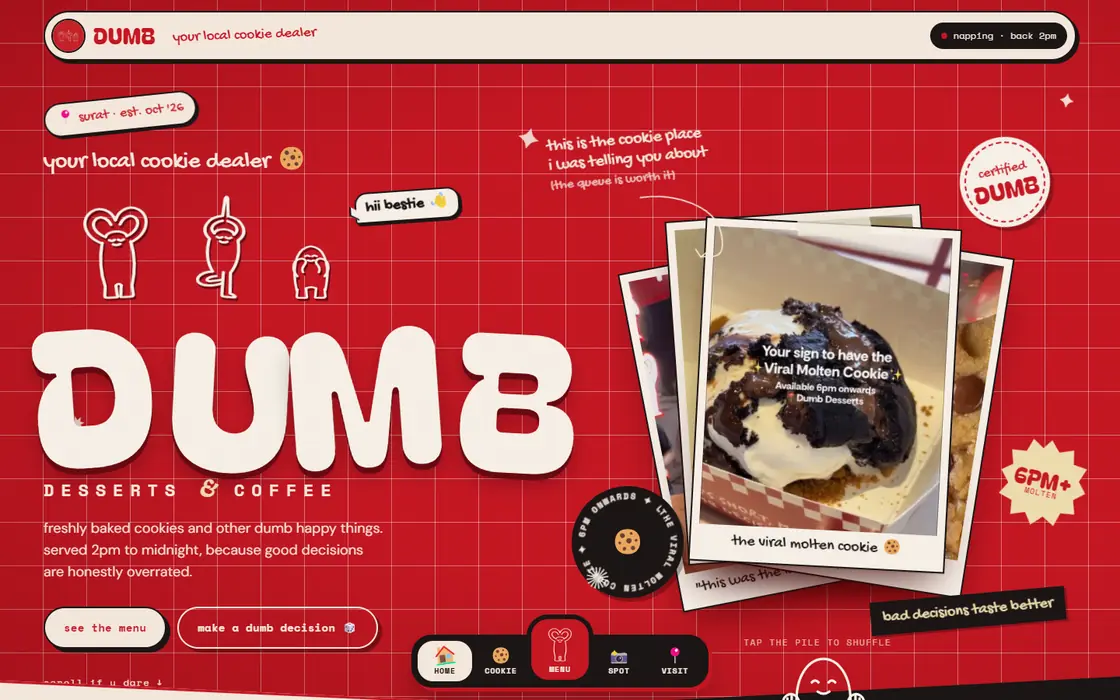 DUMB your local cookie dealer
napping · back 2pm
surat · est. oct '26
your local cookie dealer
this is the cookie place
i was telling you about
(the queue is worth it)
certified
DUMB
hii bestie
DUMB
DESSERTS & COFFEE
freshly baked cookies and other dumb happy things.
served 2pm to midnight, because good decisions
are honestly overrated.
see the menu
make a dumb decision
scroll if u dare ↓
Your sign to have the
Viral Molten Cookie
Available 6pm onwards
Dumb Desserts
the viral molten cookie
"this was the
6PM+
MOLTEN
THE VIRAL MOLTEN COOKIE ✦ 6PM ONWARDS ✦
bad decisions taste better
TAP THE PILE TO SHUFFLE
HOME
COOKIE
MENU
SPOT
VISIT